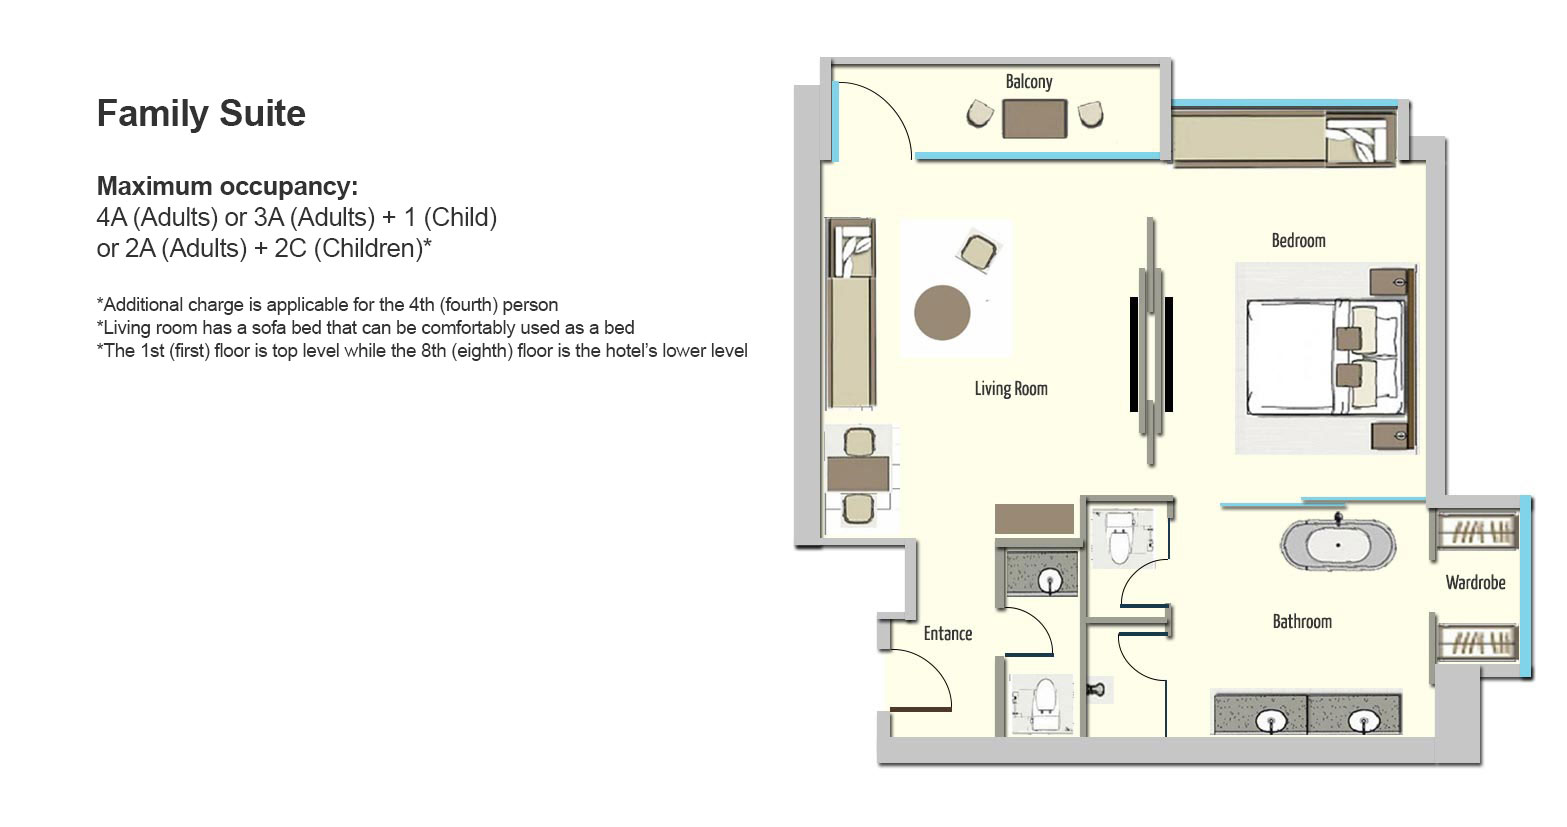 Family Suite
Maximum occupancy:
4A (Adults) or 3A (Adults) + 1 (Child)
or 2A (Adults) + 2C (Children)*
*Additional charge is applicable for the 4th (fourth) person
*Living room has a sofa bed that can be comfortably used as a bed
*The 1st (first) floor is top level while the 8th (eighth) floor is the hotel's lower level
Balcony
Bedroom
Living Room
Wardrobe
Bathroom
Entance